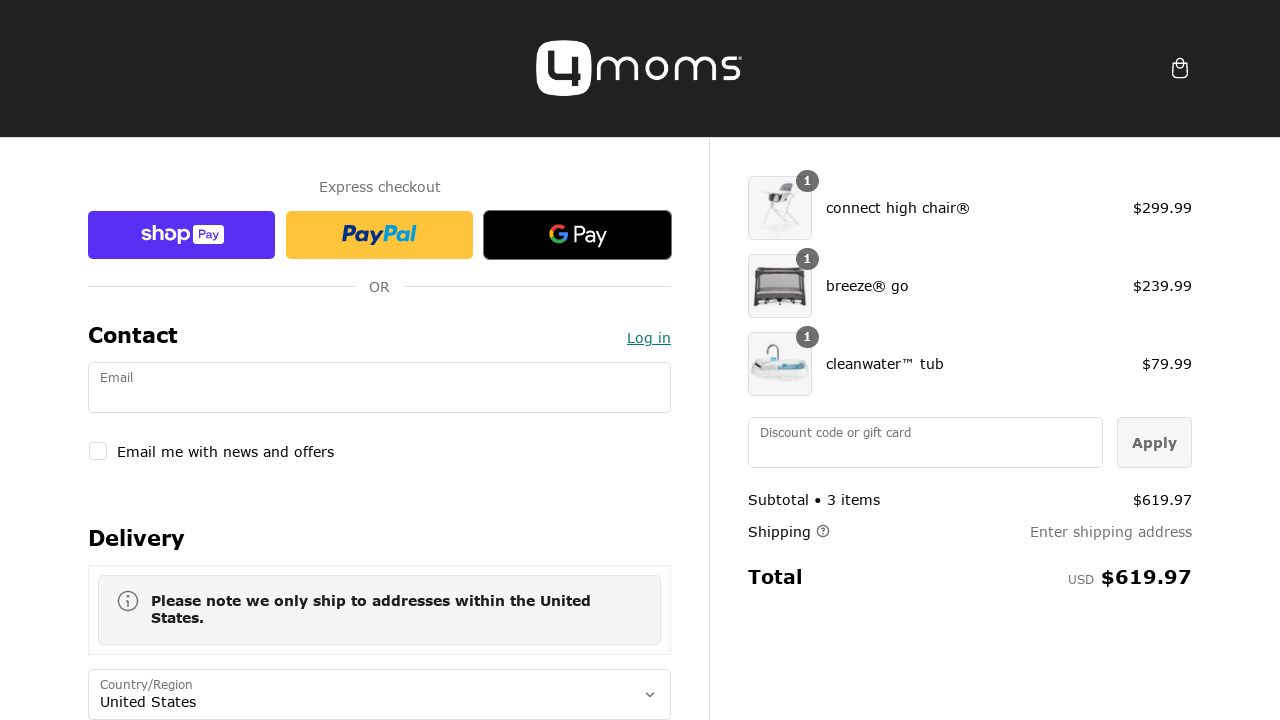 4moms®
Express checkout
shop Pay
PayPal
G Pay
OR
Contact
Log in
Email
Email me with news and offers
Delivery
Please note we only ship to addresses within the United
States.
Country/Region
United States
1
connect high chair®
$299.99
1
breeze® go
$239.99
1
cleanwater™ tub
$79.99
Discount code or gift card
Apply
Subtotal • 3 items
$619.97
Shipping
Enter shipping address
Total
USD $619.97